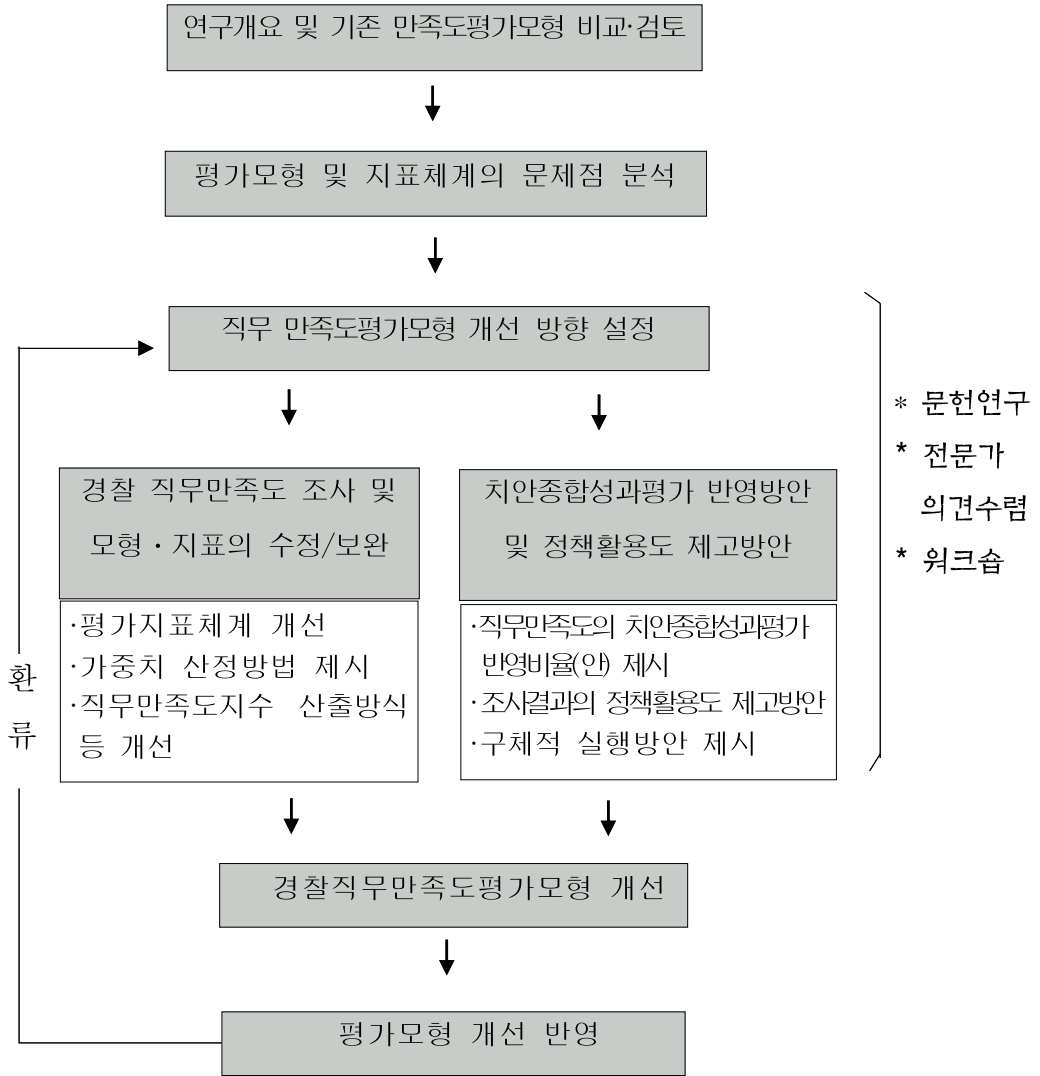 연구개요 및 기존 만족도평가모형 비교·검토
평가모형 및 지표체계의 문제점 분석
직무 만족도평가모형 개선 방향 설정
경찰 직무만족도 조사 및
모형·지표의 수정/보완
·평가지표체계 개선
·가중치 산정방법 제시
·직무만족도지수 산출방식
등 개선
치안종합성과평가 반영방안
및 정책활용도 제고방안
·직무만족도의 치안종합성과평가
반영비율(안) 제시
·조사결과의 정책활용도 제고방안
·구체적 실행방안 제시
* 문헌연구
* 전문가
의견수렴
* 워크숍
환
류
경찰직무만족도평가모형 개선
평가모형 개선 반영